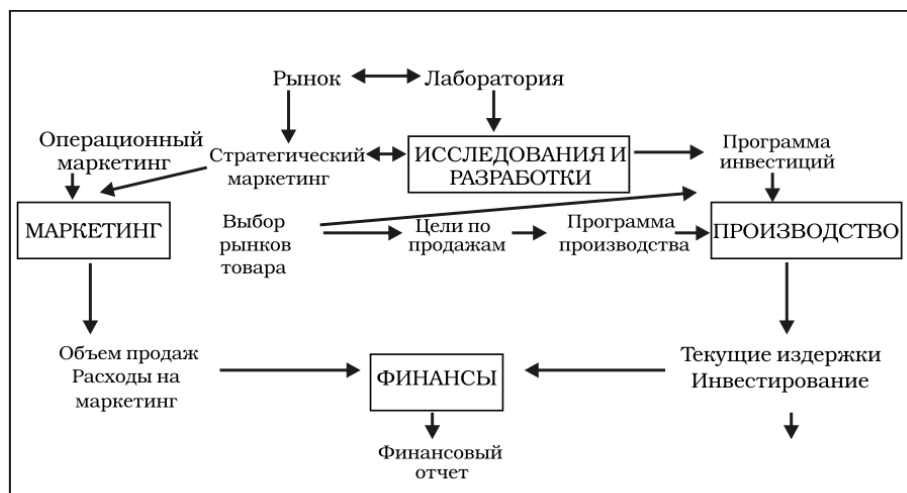 Рынок
Лаборатория
Операционный
маркетинг
Стратегический
маркетинг
ИССЛЕДОВАНИЯ И
РАЗРАБОТКИ
Программа
инвестиций
МАРКЕТИНГ
Выбор
рынков
товара
Цели по
продажам
Программа
производства
ПРОИЗВОДСТВО
Объем продаж
Расходы на
маркетинг
ФИНАНСЫ
Текущие издержки
Инвестирование
Финансовый
отчет